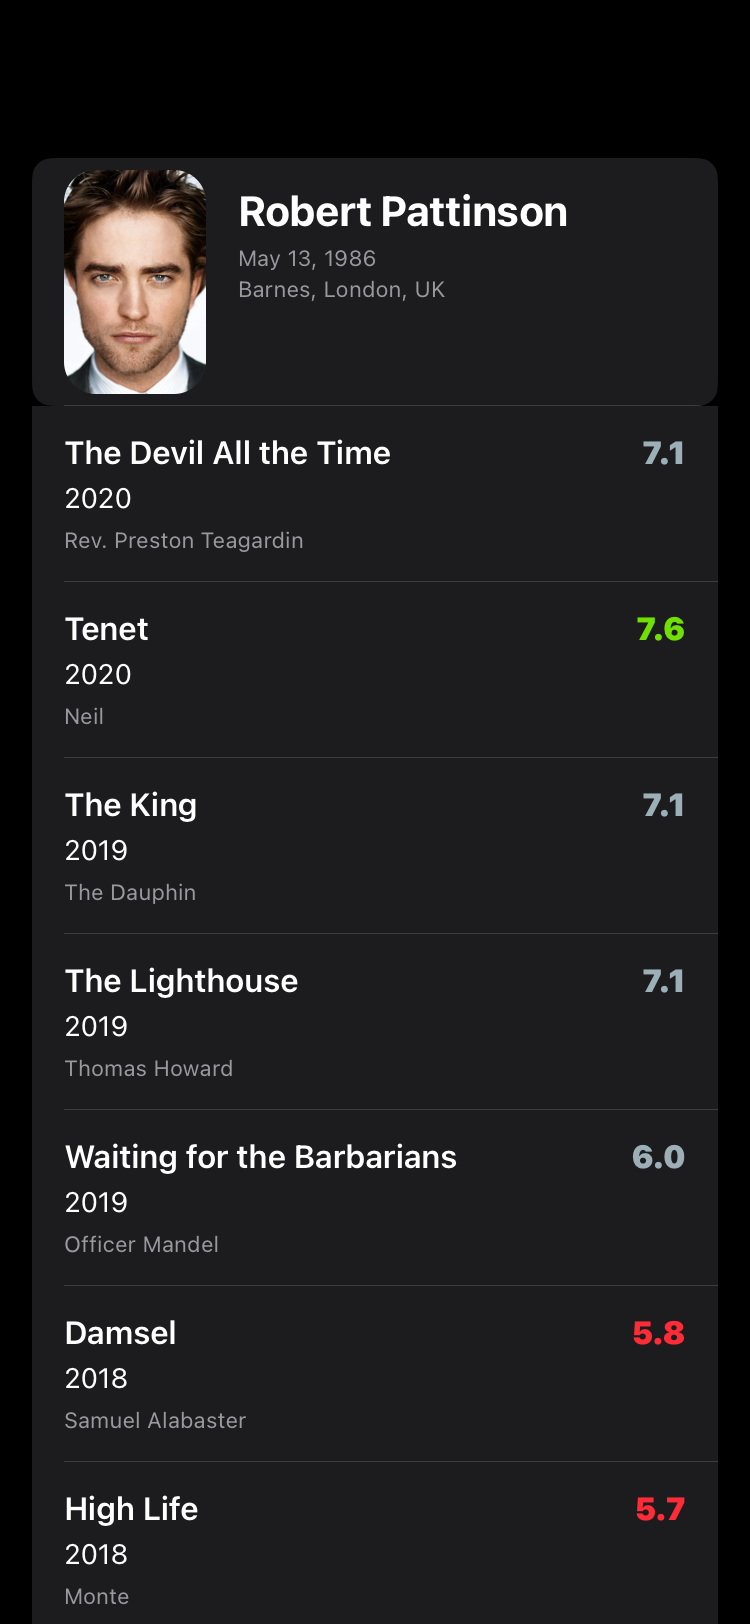 Robert Pattinson
May 13, 1986
Barnes, London, UK
The Devil All the Time 7.1
2020
Rev. Preston Teagardin
Tenet 7.6
2020
Neil
The King 7.1
2019
The Dauphin
The Lighthouse 7.1
2019
Thomas Howard
Waiting for the Barbarians 6.0
2019
Officer Mandel
Damsel 5.8
2018
Samuel Alabaster
High Life 5.7
2018
Monte